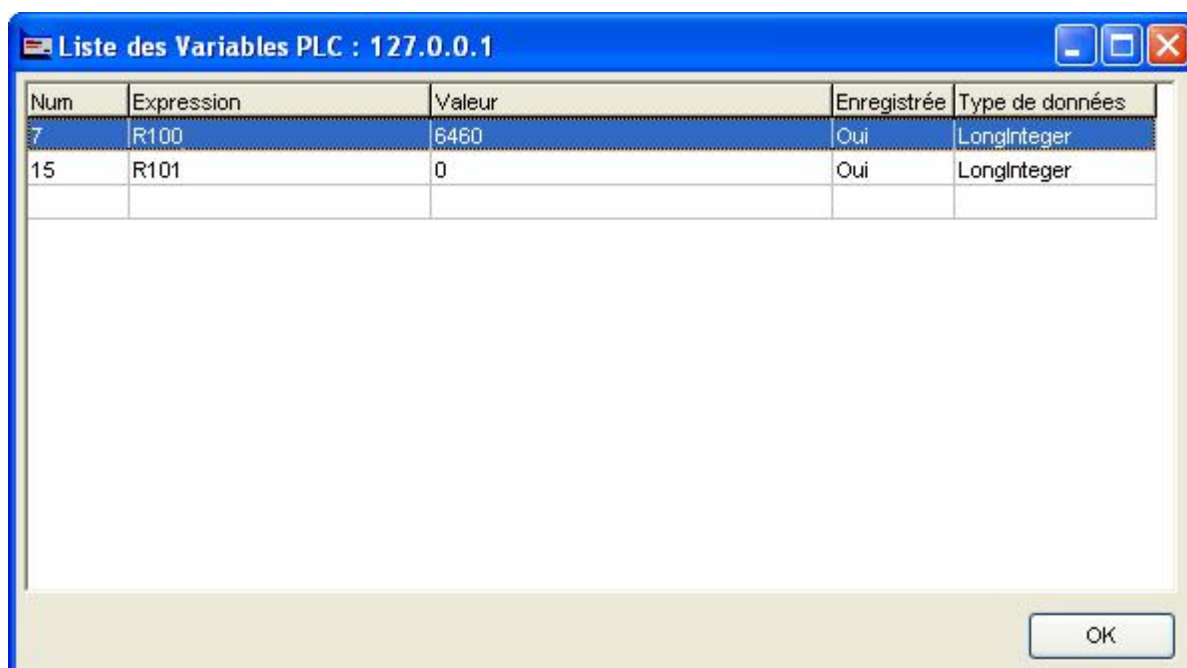 Liste des Variables PLC : 127.0.0.1
Num Expression Valeur Enregistrée Type de données
7 R100 6460 Oui LongInteger
15 R101 0 Oui LongInteger
OK